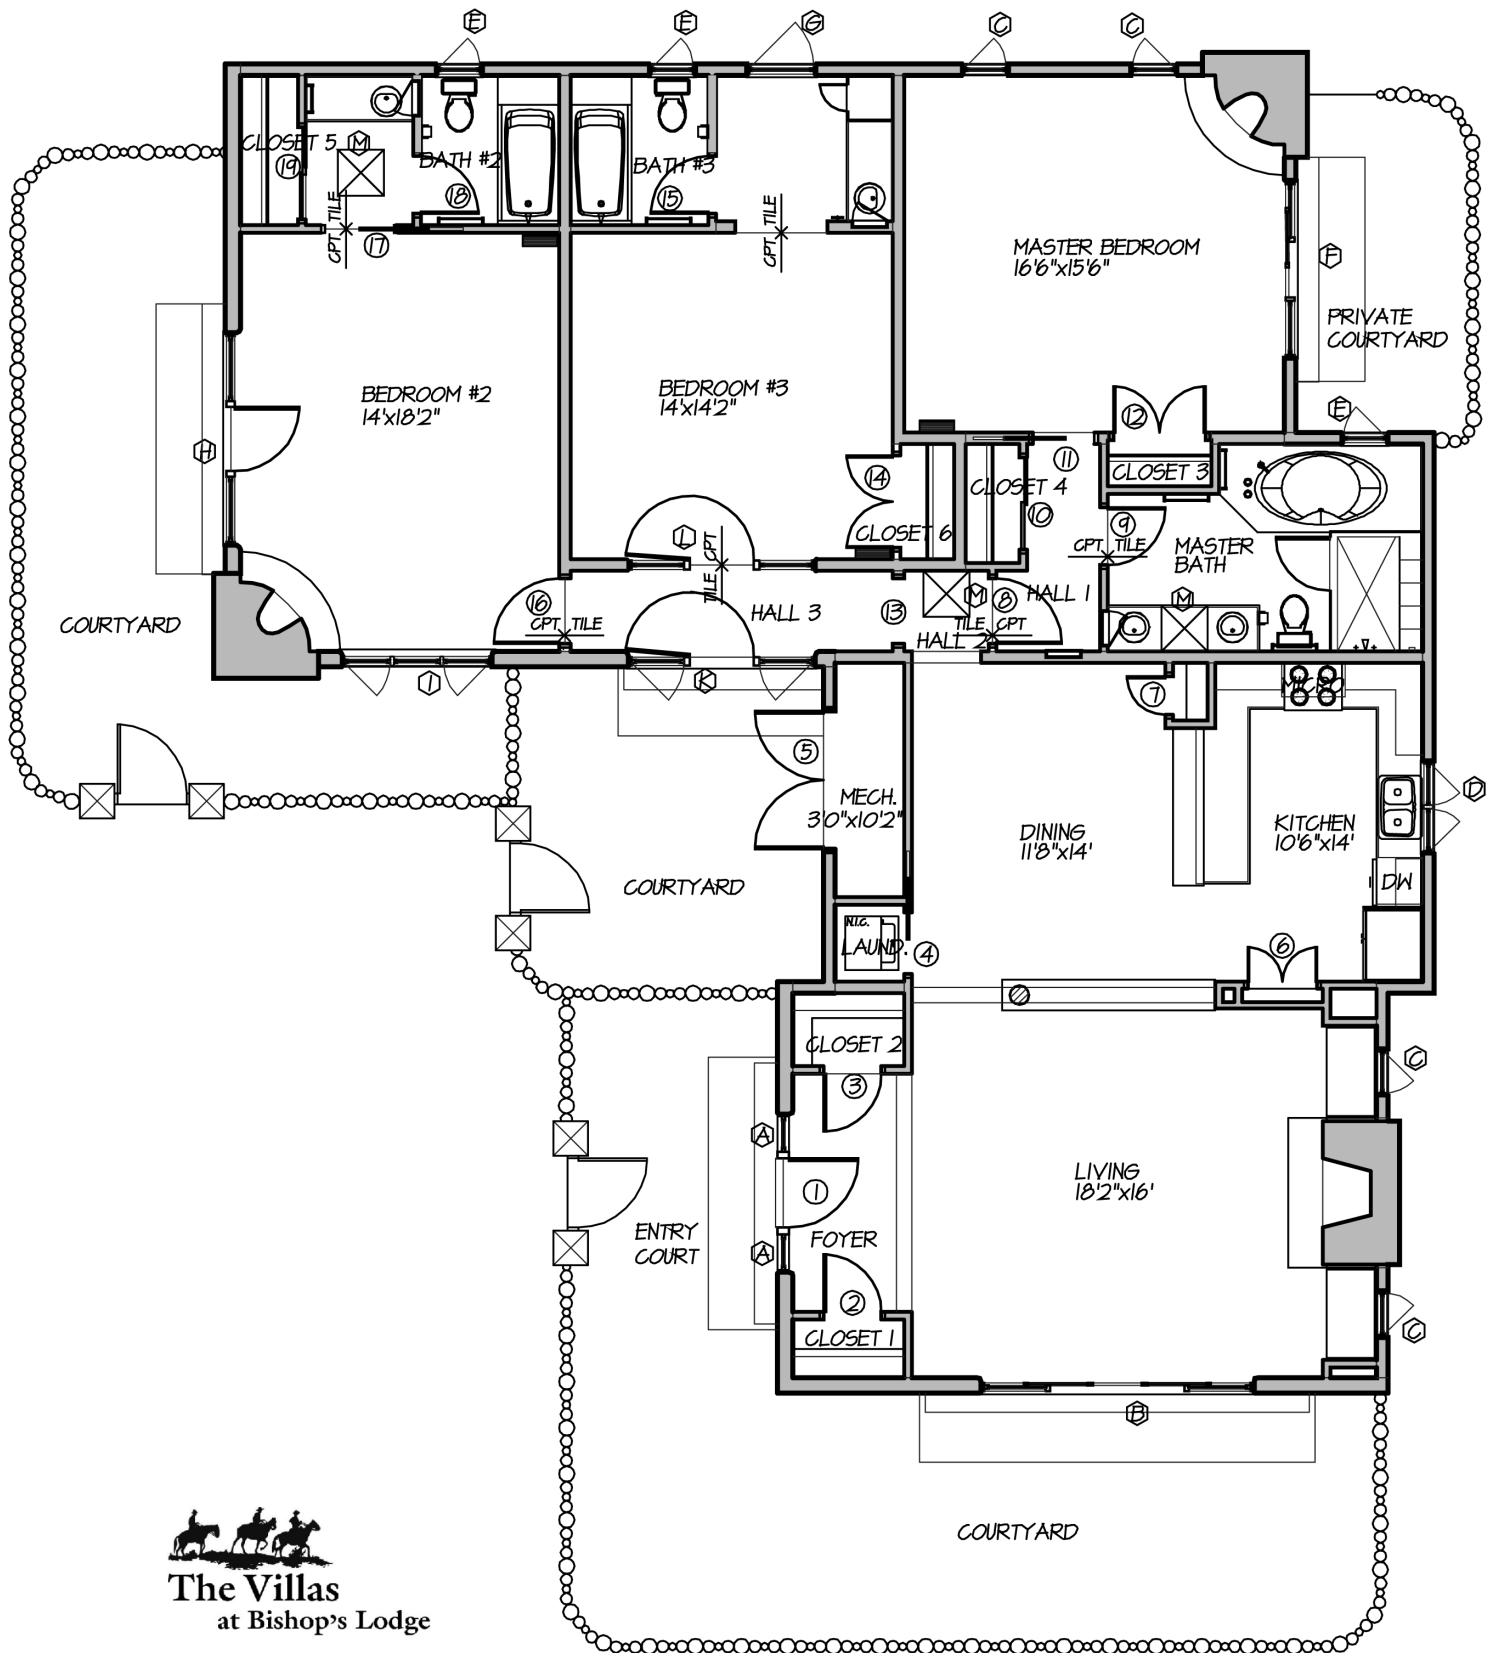 E
E
G
C
C
CLOSET 5
M
19
BATH #2
18
BATH #3
15
TILE
CPT
17
TILE
CPT
MASTER BEDROOM
16'6"x15'6"
F
PRIVATE
COURTYARD
BEDROOM #2
14'x18'2"
BEDROOM #3
14'x14'2"
12
E
H
11
14
CLOSET 3
CLOSET 4
10
9
CLOSET 6
L
CPT
TILE
CPT TILE
MASTER
BATH
16
CPT TILE
HALL 3
13
M
8
HALL 1
M
TILE CPT
HALL 2
COURTYARD
I
K
7
MICRO
5
MECH.
3'0"x10'2"
D
DINING
11'8"x14'
KITCHEN
10'6"x14'
COURTYARD
DW
N.I.C.
LAUND.
4
6
CLOSET 2
3
C
A
LIVING
18'2"x16'
1
ENTRY
COURT
FOYER
A
2
CLOSET 1
C
B
COURTYARD
The Villas
at Bishop's Lodge